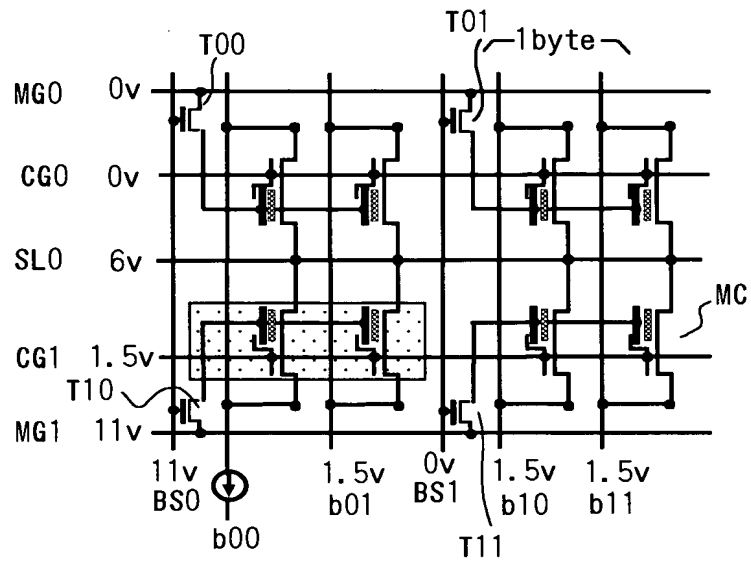 T00
T01
1byte
MG0 0v
CG0 0v
SL0 6v
MC
CG1 1.5v
T10
MG1 11v
11v
BS0
1.5v
b01
0v
BS1
1.5v
b10
1.5v
b11
b00
T11